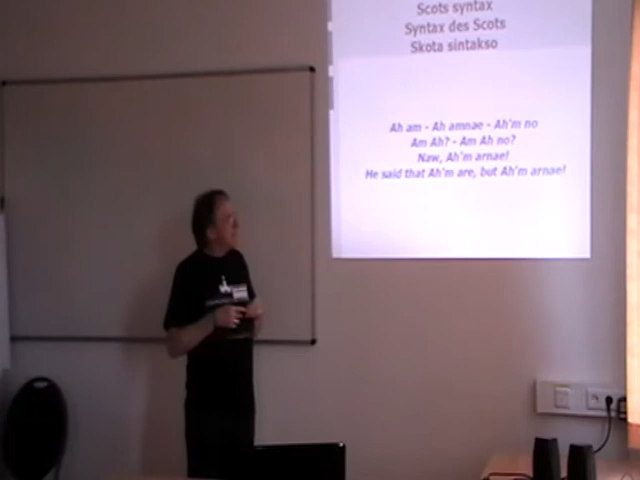 Scots syntax
Syntax des Scots
Skota sintakso
Ah am - Ah amnae - Ah'm no
Am Ah? - Am Ah no?
Naw, Ah'm arnae!
He said that Ah'm are, but Ah'm arnae!